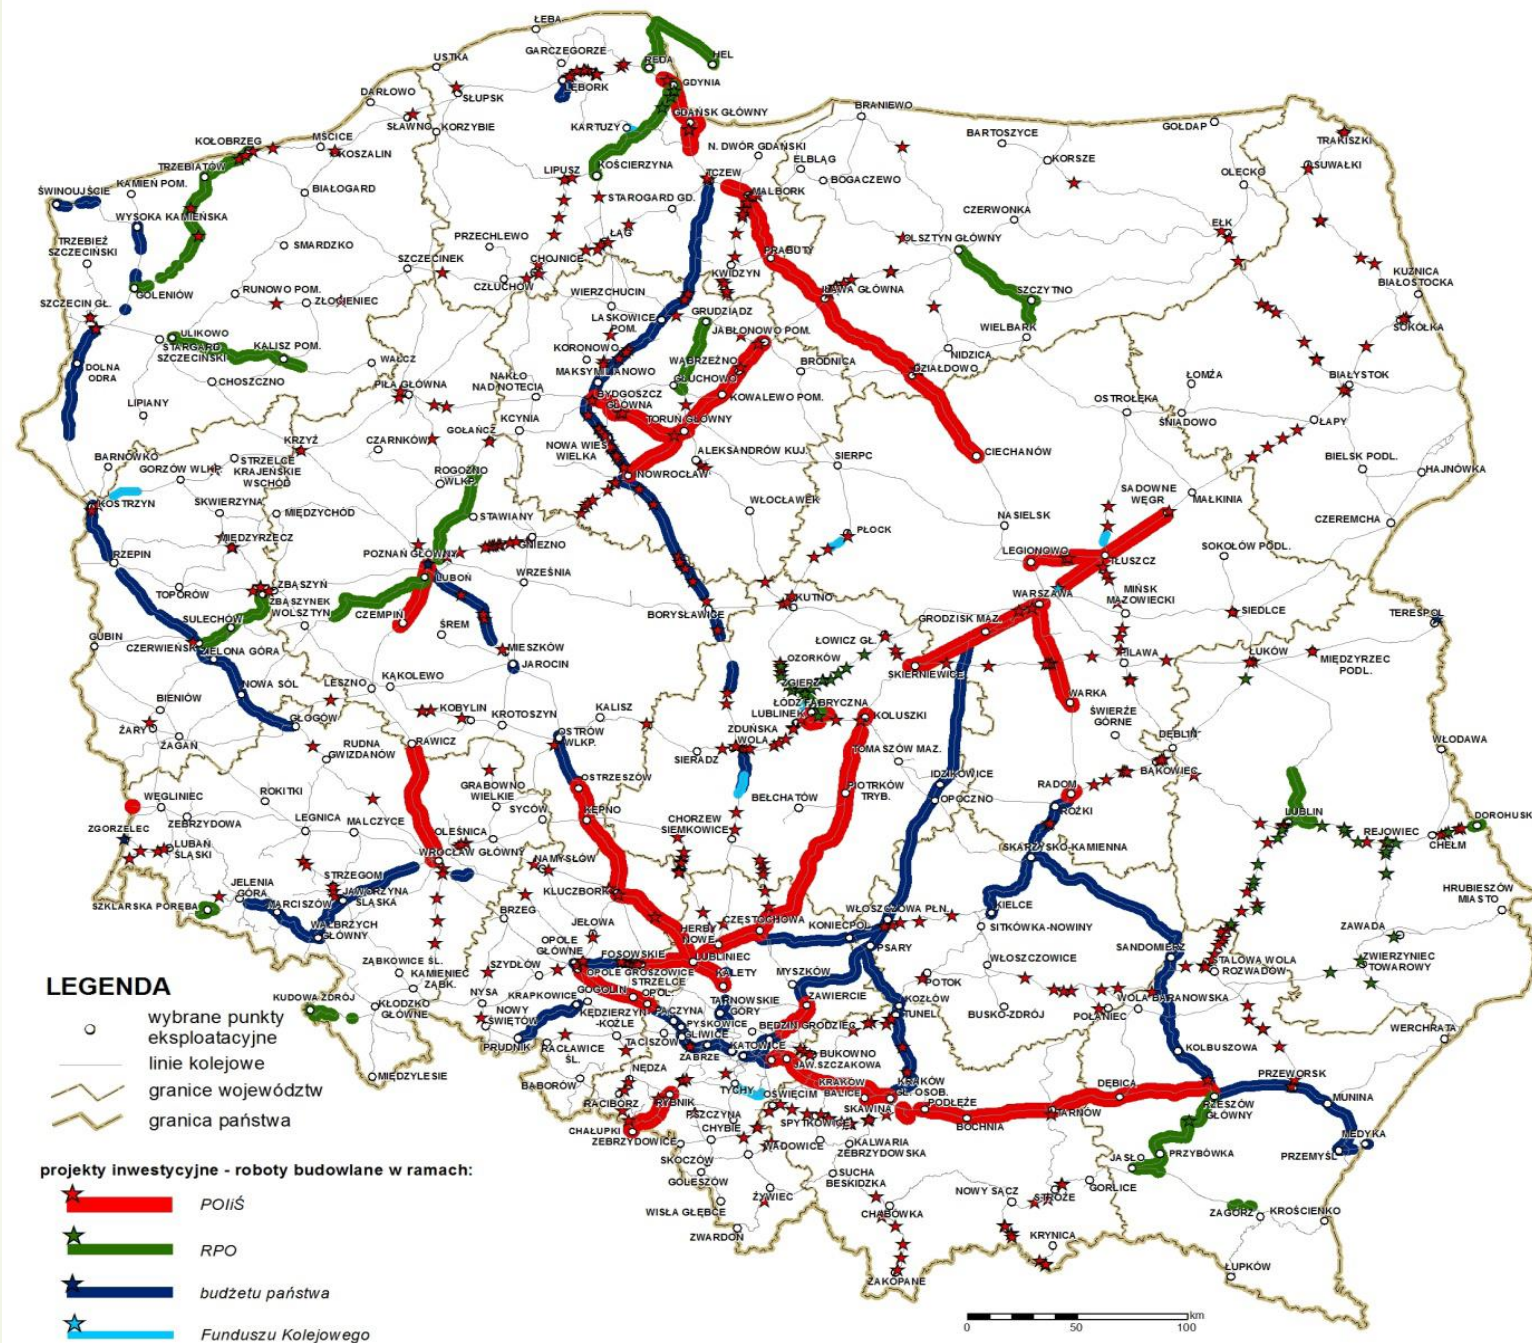 ŁEBA
GARCZEGORZE
USTKA
REDA
HEL
LĘBORK
GDYNIA
DARŁOWO
SŁUPSK
GDAŃSK GŁÓWNY
BRANIEWO
SŁAWNO
KORZYBIE
KARTUZY
GOŁDAP
TRAKISZKI
KOŁOBRZEG
MŚCICE
KOSZALIN
N. DWÓR GDAŃSKI
BARTOSZYCE
KORSZE
TRZEBIATÓW
LIPUSZ
KOŚCIERZYNA
TCZEW
ELBLĄG
BOGACZEWO
OLECKO
SUWAŁKI
ŚWINOUJŚCIE
KAMIEŃ POM.
BIAŁOGARD
STAROGARD GD.
MALBORK
WYSOKA KAMIEŃSKA
CZERWONKA
EŁK
TRZEBIEŻ
SZCZECIŃSKI
SMARDZKO
PRZECHLEWO
ŁĄG
PRABUTY
OLSZTYN GŁÓWNY
SZCZECINEK
CHOJNICE
CZŁUCHÓW
KWIDZYN
GOLENIÓW
RUNOWO POM.
ZŁOCIENIEC
WIERZCHUCIN
IŁAWA GŁÓWNA
SZCZYTNO
KUZNICA
BIAŁOSTOCKA
SZCZECIN GŁ.
LASKOWICE
POM.
GRUDZIĄDZ
JABŁONOWO POM.
WIELBARK
SOKÓŁKA
ULIKOWO
STARGARD
SZCZECIŃSKI
KALISZ POM.
KORONOWO
MAKSYMILIANOWO
WĄBRZEŹNO
BRODNICA
NIDZICA
DOLNA
ODRA
WAŁCZ
NAKŁO
NAD NOTECIĄ
GŁUCHOWO
DZIAŁDOWO
ŁOMŻA
BIAŁYSTOK
CHOSZCZNO
PIŁA GŁÓWNA
BYDGOSZCZ
GŁÓWNA
KOWALEWO POM.
OSTROŁĘKA
LIPIANY
KCYNIA
TORUŃ GŁÓWNY
ŚNIADOWO
ŁAPY
KRZYŻ
CZARNKÓW
GOŁAŃCZ
NOWA WIEŚ
WIELKA
ALEKSANDRÓW KUJ.
CIECHANÓW
BARNÓWKO
GORZÓW WLKP.
STRZELCE
KRAJEŃSKIE
WSCHÓD
ROGOŹNO
WLKP.
NOWROCŁAW
SIERPC
BIELSK PODL.
HAJNÓWKA
KOSTRZYN
SKWIERZYNA
MIĘDZYCHÓD
STAWIANY
WŁOCŁAWEK
SADOWNE
WĘGR.
MAŁKINIA
MIĘDZYRZECZ
POZNAŃ GŁÓWNY
GNIEZNO
PŁOCK
NASIELSK
CZEREMCHA
RZEPIN
LUBOŃ
WRZEŚNIA
LEGIONOWO
TŁUSZCZ
SOKOŁÓW PODL.
TOPORÓW
ZBĄSZYŃ
ZBĄSZYNEK
WOLSZTYN
CZEMPIŃ
KUTNO
WARSZAWA
MIŃSK
MAZOWIECKI
SIEDLCE
TERESPOL
GUBIN
SULECHÓW
ŚREM
BORYSŁAWICE
ŁOWICZ GŁ.
GRODZISK MAZ.
CZERWIEŃSK
ZIELONA GÓRA
MIESZKÓW
JAROCIN
OZORKÓW
ZGIERZ
SKIERNIEWICE
PILAWA
ŁUKÓW
MIĘDZYRZEC
PODL.
BIENIÓW
NOWA SÓL
LESZNO
KĄKOLEWO
ŁÓDŹ FABRYCZNA
LUBLINEK
WARKA
ŻARY
ŻAGAŃ
GŁOGÓW
KOBYLIN
KROTOSZYN
KALISZ
ZDUŃSKA
WOLA
KOLUSZKI
ŚWIERŻE
GÓRNE
RUDNA
GWIZDANÓW
RAWICZ
OSTRÓW
WLKP.
SIERADZ
TOMASZÓW MAZ.
DĘBLIN
WŁODAWA
BĄKOWIEC
WĘGLINIEC
ROKITKI
GRABOWNO
WIELKIE
OSTRZESZÓW
IDZIKOWICE
RADOM
ZEBRZYDOWA
SYCÓW
KĘPNO
BEŁCHATÓW
PIOTRKÓW
TRYB.
OPOCZNO
ROŻKI
LUBLIN
ZGORZELEC
LEGNICA
MALCZYCE
OLEŚNICA
CHORZEW
SIEMKOWICE
REJOWIEC
DOROHUSK
CHEŁM
LUBAŃ
ŚLĄSKI
WROCŁAW GŁÓWNY
NAMYSŁÓW
SKARŻYSKO-KAMIENNA
JELENIA
GÓRA
STRZEGOM
JAWORZYNA
ŚLĄSKA
KLUCZBORK
HRUBIESZÓW
MIASTO
SZKLARSKA PORĘBA
MARCISZÓW
WAŁBRZYCH
GŁÓWNY
BRZEG
JEŁOWA
CZĘSTOCHOWA
WŁOSZCZOWA PŁN.
KIELCE
SITKÓWKA-NOWINY
HERBY
NOWE
KONIECPOL
PSARY
ZAWADA
OPOLE
GŁÓWNE
FOSOWSKIE
LUBLINIEC
SANDOMIERZ
ZĄBKOWICE ŚL.
KAMIENIEC
ZĄBK.
SZYDŁÓW
OPOLE GROSZOWICE
KALETY
MYSZKÓW
WŁOSZCZOWICE
STALOWA WOLA
ROZWADÓW
ZWIERZYNIEC
TOWAROWY
LEGENDA
wybrane punkty
eksploatacyjne
linie kolejowe
granice województw
granica państwa
KUDOWA ZDRÓJ
KŁODZKO
GŁÓWNE
NYSA
NOWY
ŚWIĘTÓW
KRAPKOWICE
GOGOLIN
STRZELCE
OPOL.
KĘDZIERZYN
-KOŹLE
PACZYNA
PYSKOWICE
TARNOWSKIE
GÓRY
ZAWIERCIE
KOZŁÓW
TUNEL
POTOK
BUSKO-ZDRÓJ
POŁANIEC
WOLA BARANOWSKA
PRUDNIK
RACŁAWICE
ŚL.
TACISZÓW
GLIWICE
ZABRZE
BĘDZIN GRODZIEC
KATOWICE
BUKOWNO
JAW. SZCZAKOWA
WERCHRATA
KOLBUSZOWA
MIĘDZYLESIE
BABORÓW
NĘDZA
RACIBÓRZ
RYBNIK
TYCHY
OŚWIĘCIM
KRAKÓW
BALICE
KRAKÓW
GŁ. OSOB.
SKAWINA
PODŁĘŻE
BOCHNIA
TARNÓW
DĘBICA
RZESZÓW
GŁÓWNY
PRZEWORSK
MUNINA
CHAŁUPKI
ZEBRZYDOWICE
PSZCZYNA
CHYBIE
SPYTKOWICE
WADOWICE
KALWARIA
ZEBRZYDOWSKA
MEDYKA
PRZEMYŚL
JASŁO
PRZYBÓWKA
SKOCZÓW
GOLESZÓW
SUCHA
BESKIDZKA
GORLICE
WISŁA GŁĘBCE
ŻYWIEC
CHABÓWKA
NOWY SĄCZ
STRÓŻE
ZAGÓRZ
KROŚCIENKO
ZWARDOŃ
KRYNICA
ZAKOPANE
ŁUPKÓW
projekty inwestycyjne - roboty budowlane w ramach:
POIiŚ
RPO
budżetu państwa
Funduszu Kolejowego
km
0
50
100